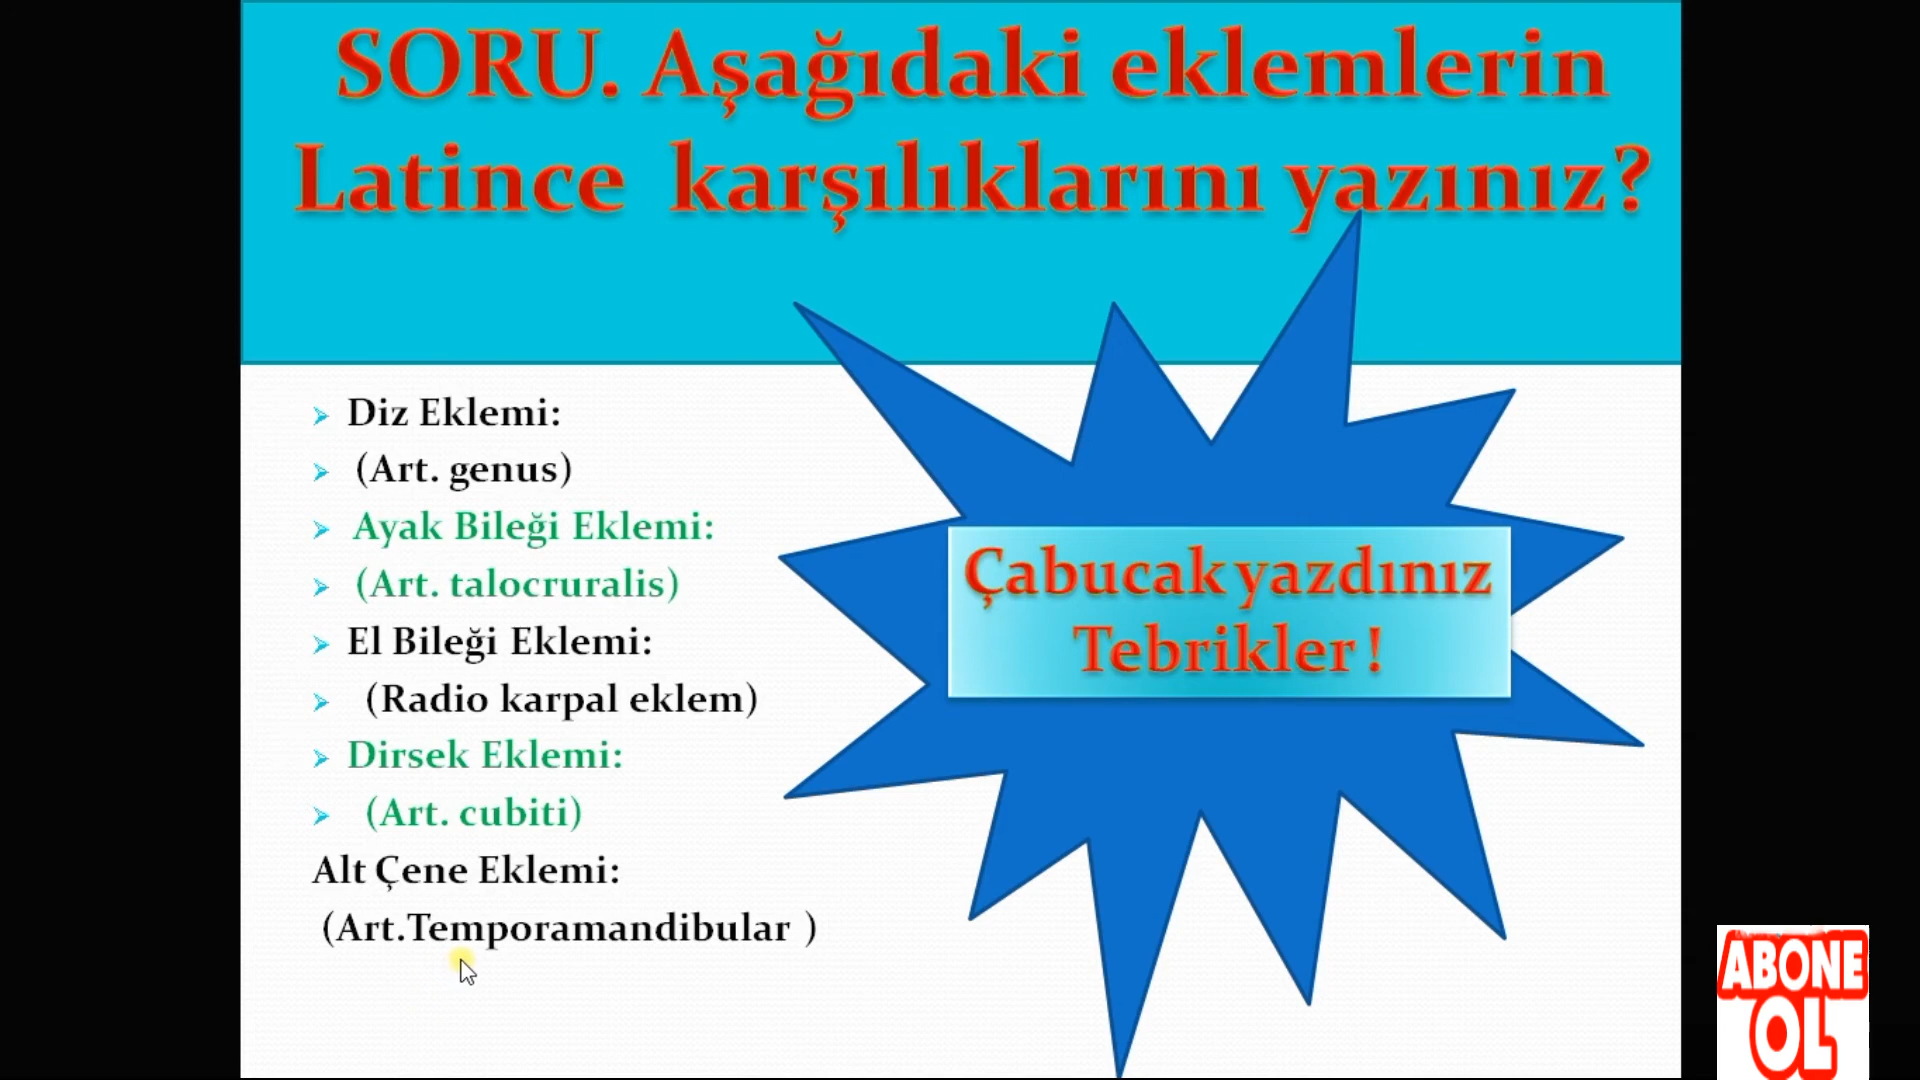 SORU. Aşağıdaki eklemlerin
Latince karşılıklarını yazınız?
Diz Eklemi:
(Art. genus)
Ayak Bileği Eklemi:
(Art. talocruralis)
El Bileği Eklemi:
(Radio karpal eklem)
Dirsek Eklemi:
(Art. cubiti)
Alt Çene Eklemi:
(Art.Temporamandibular )
Çabucak yazdınız
Tebrikler !
ABONE
OL